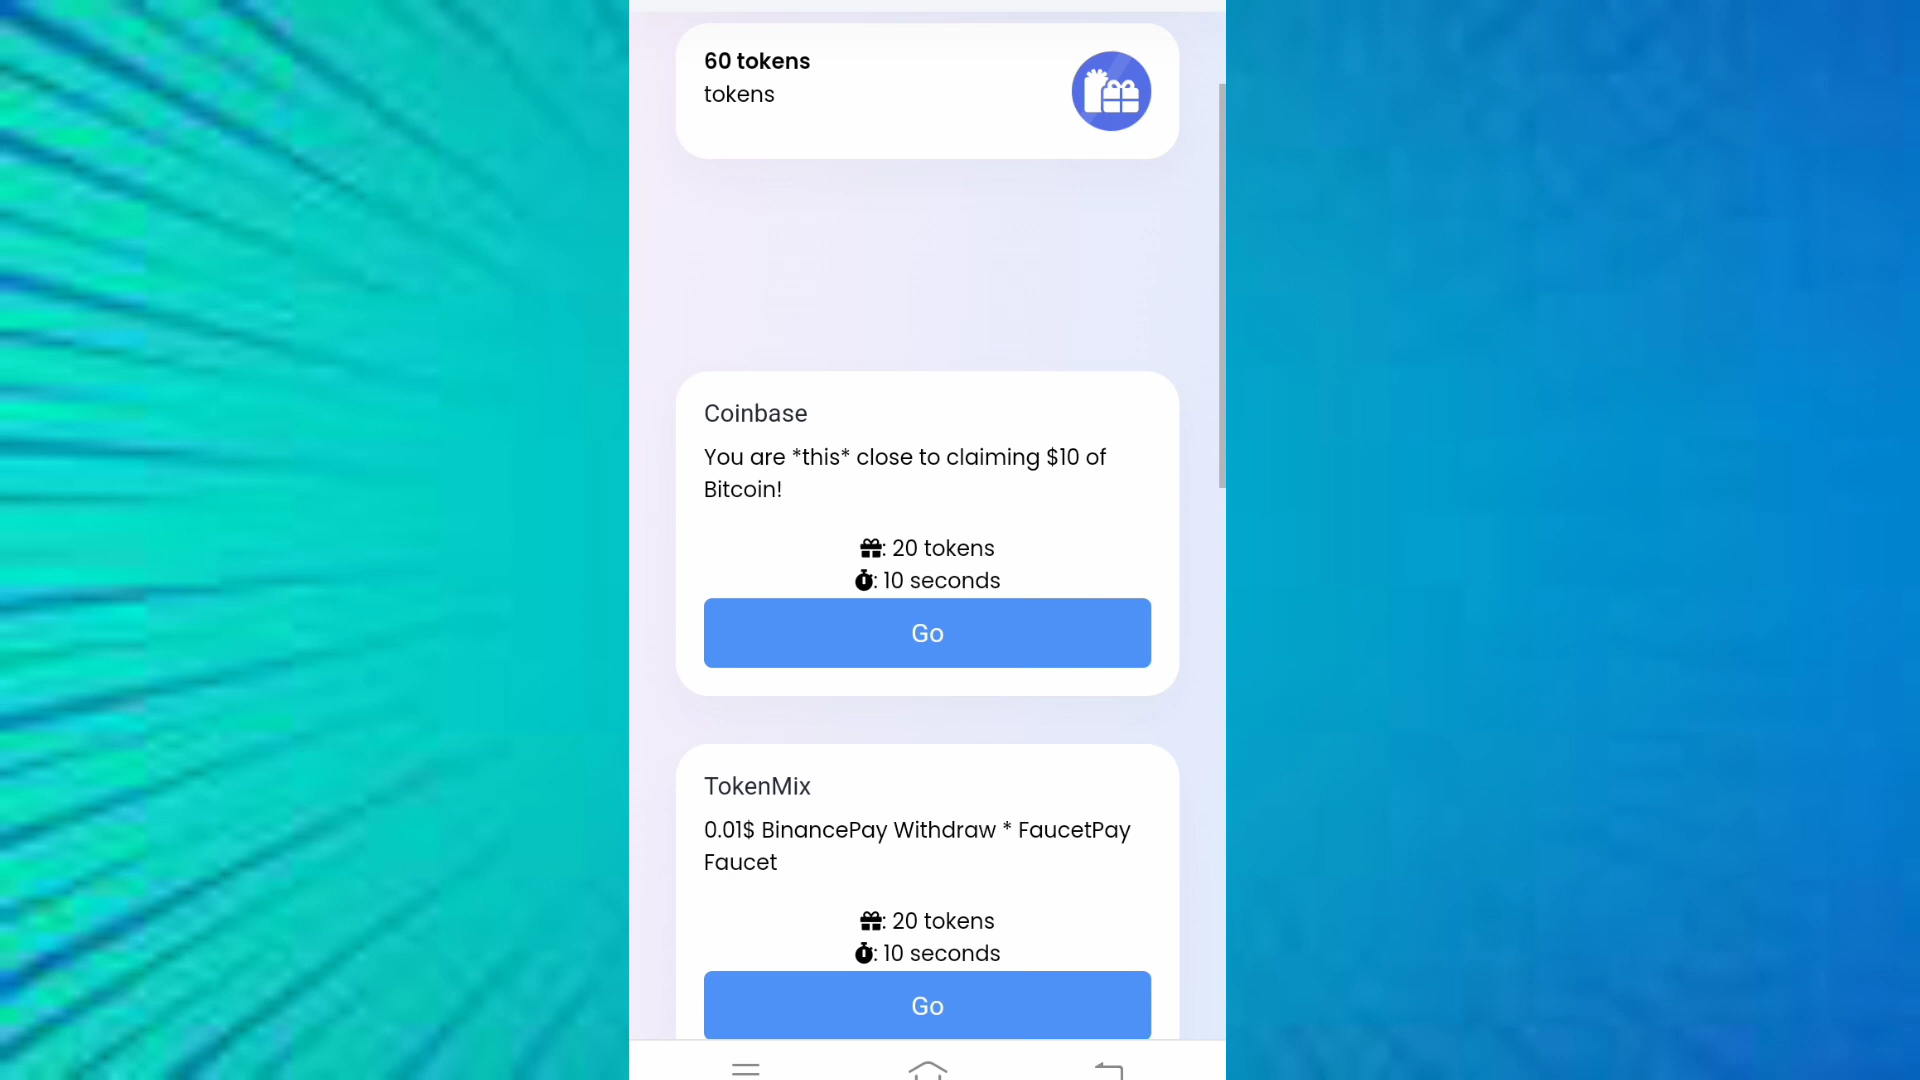 60 tokens
tokens
Coinbase
You are *this* close to claiming $10 of
Bitcoin!
: 20 tokens
: 10 seconds
Go
TokenMix
0.01$ BinancePay Withdraw * FaucetPay
Faucet
: 20 tokens
: 10 seconds
Go